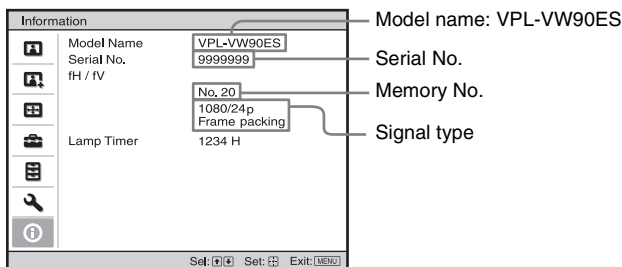 Information
Model Name VPL-VW90ES
Serial No. 9999999
fH / fV
No. 20
1080/24p
Frame packing
Lamp Timer 1234 H
Sel: Set: Exit: MENU
Model name: VPL-VW90ES
Serial No.
Memory No.
Signal type